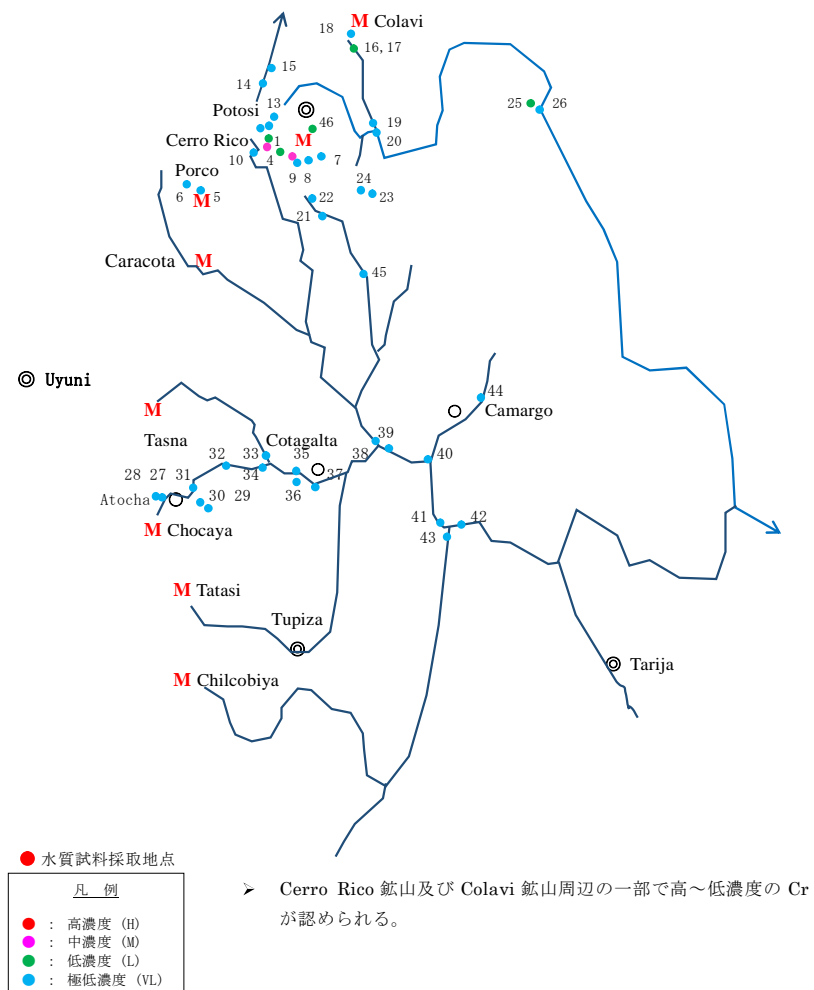 18 M Colavi
16,17
15
14
Potosi 13
46
25 26
19
Cerro Rico 1 M
20
10 4 7
Porco 9 8
24
6 5
M
22 23
21
Caracota M
45
Uyuni
44
M
Camargo
Tasna Cotagalta 39
32 33 35 38 40
28 27 31 34 37
Atocha 30 29 36
41 42
M Chocaya 43
M Tatasi
Tupiza
Tarija
M Chilcobiya
水質試料採取地点
凡 例
: 高濃度 (H)
: 中濃度 (M)
: 低濃度 (L)
: 極低濃度 (VL)
➢ Cerro Rico 鉱山及び Colavi 鉱山周辺の一部で高～低濃度の Cr
が認められる。